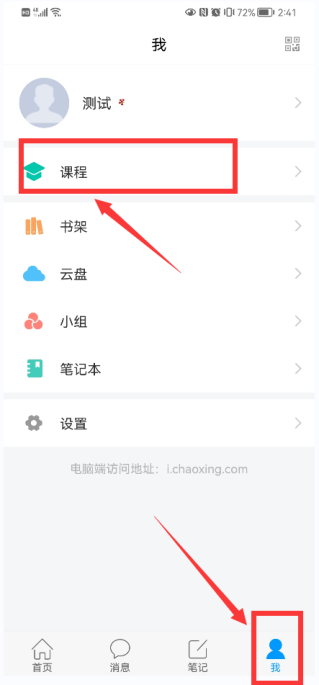 72% 2:41
我
测试
课程
书架
云盘
小组
笔记本
设置
电脑端访问地址：i.chaoxing.com
首页 消息 笔记 我